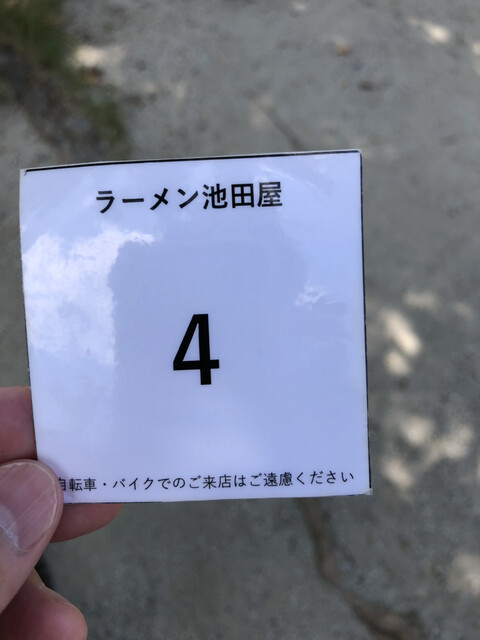 ラーメン池田屋
4
自転車・バイクでのご来店はご遠慮ください